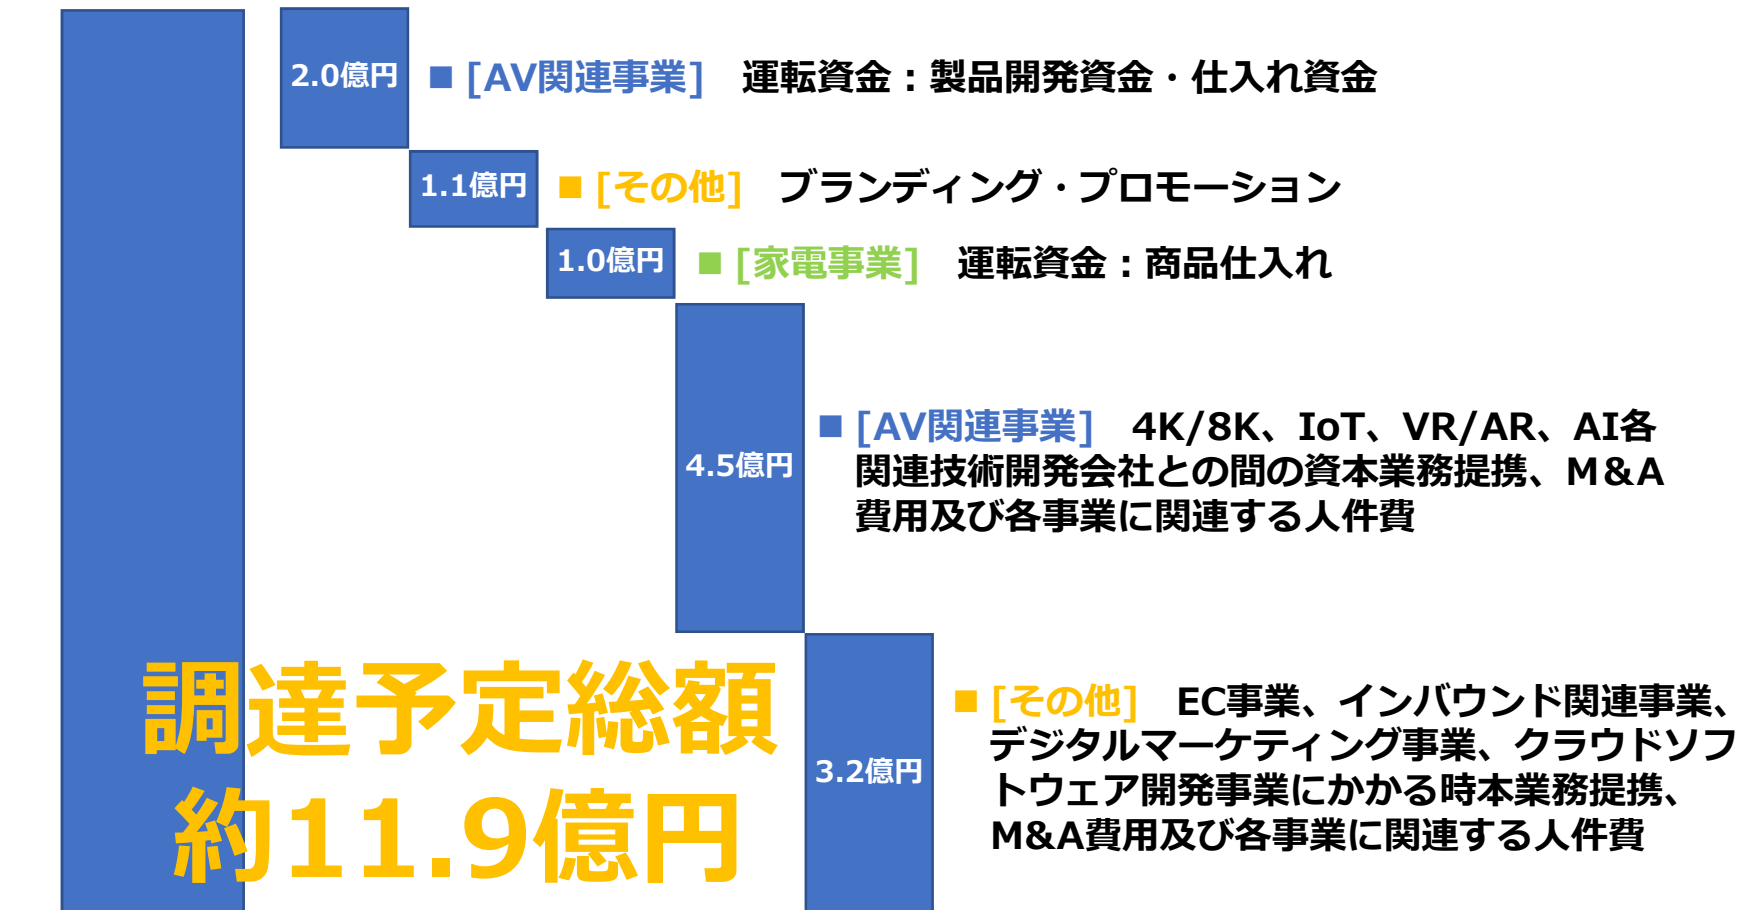 2.0億円 ■ [AV関連事業] 運転資金：製品開発資金・仕入れ資金
1.1億円 ■ [その他] ブランディング・プロモーション
1.0億円 ■ [家電事業] 運転資金：商品仕入れ
4.5億円
■ [AV関連事業] 4K/8K、IoT、VR/AR、AI各
関連技術開発会社との間の資本業務提携、M＆A
費用及び各事業に関連する人件費
調達予定総額
約11.9億円
3.2億円
■ [その他] EC事業、インバウンド関連事業、
デジタルマーケティング事業、クラウドソフ
トウェア開発事業にかかる時本業務提携、
M&A費用及び各事業に関連する人件費